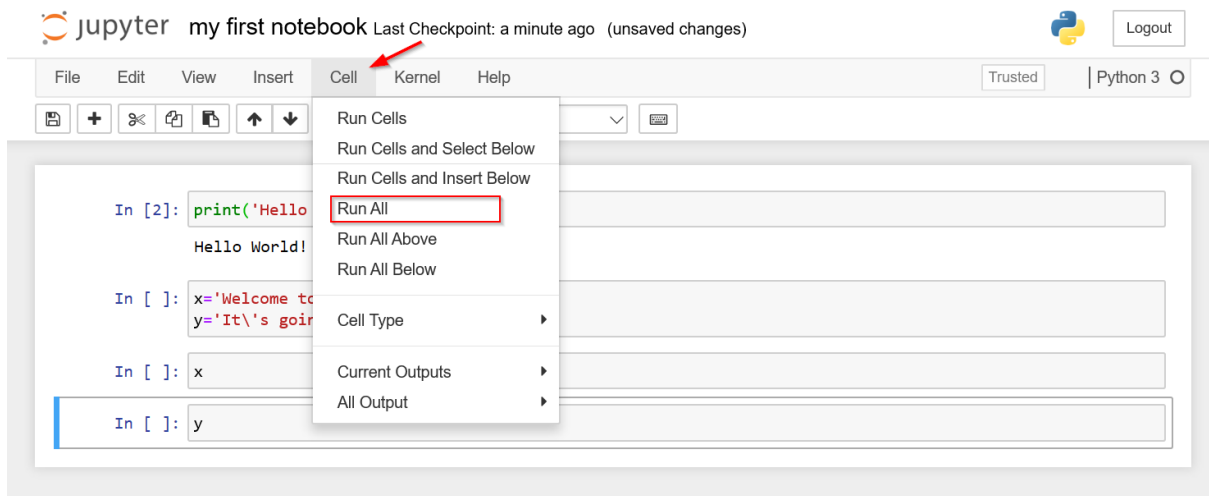 jupyter my first notebook Last Checkpoint: a minute ago (unsaved changes) Logout
File Edit View Insert Cell Kernel Help Trusted Python 3
Run Cells
Run Cells and Select Below
Run Cells and Insert Below
Run All
Run All Above
Run All Below
Cell Type
Current Outputs
All Output
In [2]: print('Hello
Hello World!
In [ ]: x='Welcome to
y='It\'s goin
In [ ]: x
In [ ]: y